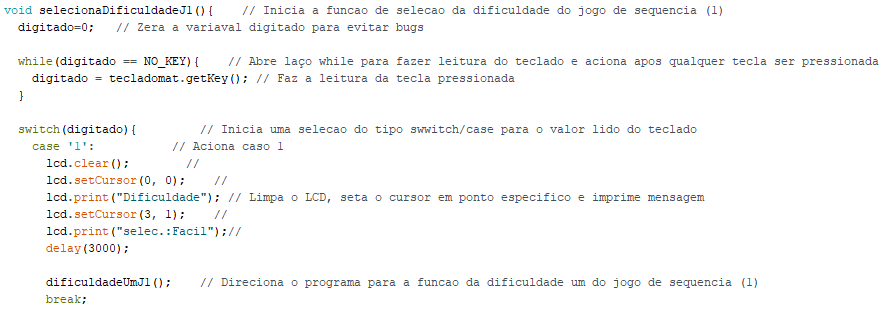 void selecionaDificuldadeJ1(){    // Inicia a funcao de selecao da dificuldade do jogo de sequencia (1)
  digitado=0;   // Zera a variaval digitado para evitar bugs

  while(digitado == NO_KEY){    // Abre laço while para fazer leitura do teclado e aciona apos qualquer tecla ser pressionada
    digitado = tecladomat.getKey(); // Faz a leitura da tecla pressionada
  }

  switch(digitado){         // Inicia uma selecao do tipo swwitch/case para o valor lido do teclado
    case '1':           // Aciona caso 1
      lcd.clear();        //
      lcd.setCursor(0, 0);    //
      lcd.print("Dificuldade"); // Limpa o LCD, seta o cursor em ponto especifico e imprime mensagem
      lcd.setCursor(3, 1);    //
      lcd.print("selec.:Facil");//
      delay(3000);

      dificuldadeUmJ1();    // Direciona o programa para a funcao da dificuldade um do jogo de sequencia (1)
      break;